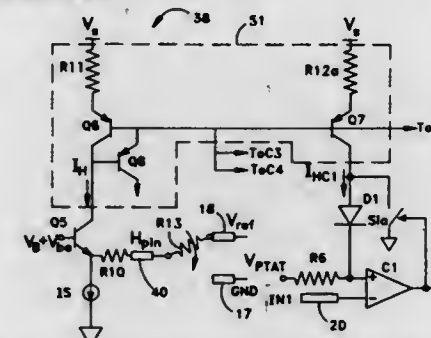 38
51
Vs
Vs
R11
R12a
Q6
Q7
Q8
To
ToC3
ToC4
IH
IHC1
Q5
VB+Vbe
R10
Hpin
R13
18
Vref
D1
S1a
VPTAT
R6
C1
IS
40
GND
17
IN1
20
+
-